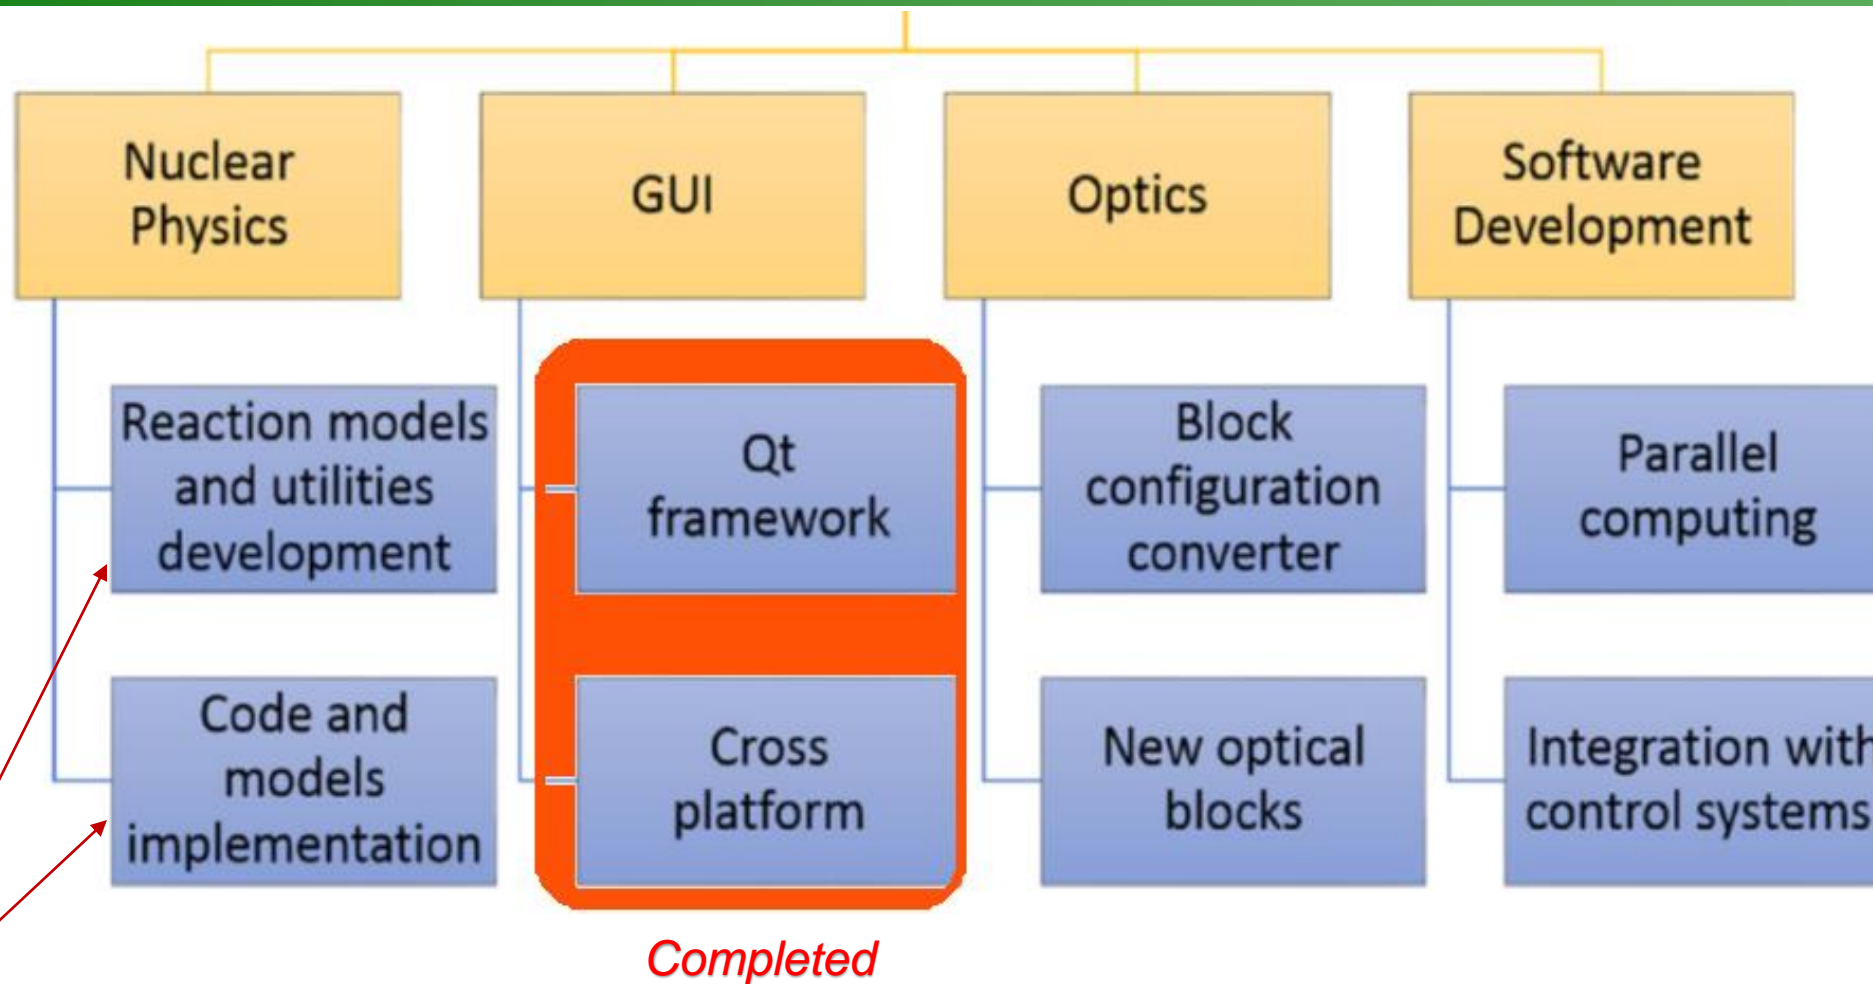 Nuclear
Physics
GUI
Optics
Software
Development
Reaction models
and utilities
development
Qt
framework
Block
configuration
converter
Parallel
computing
Code and
models
implementation
Cross
platform
New optical
blocks
Integration with
control systems
Completed